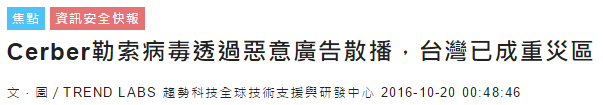 焦點 資訊安全快報
Cerber勒索病毒透過惡意廣告散播，台灣已成重災區
文．圖／TREND LABS 趨勢科技全球技術支援與研發中心 2016-10-20 00:48:46